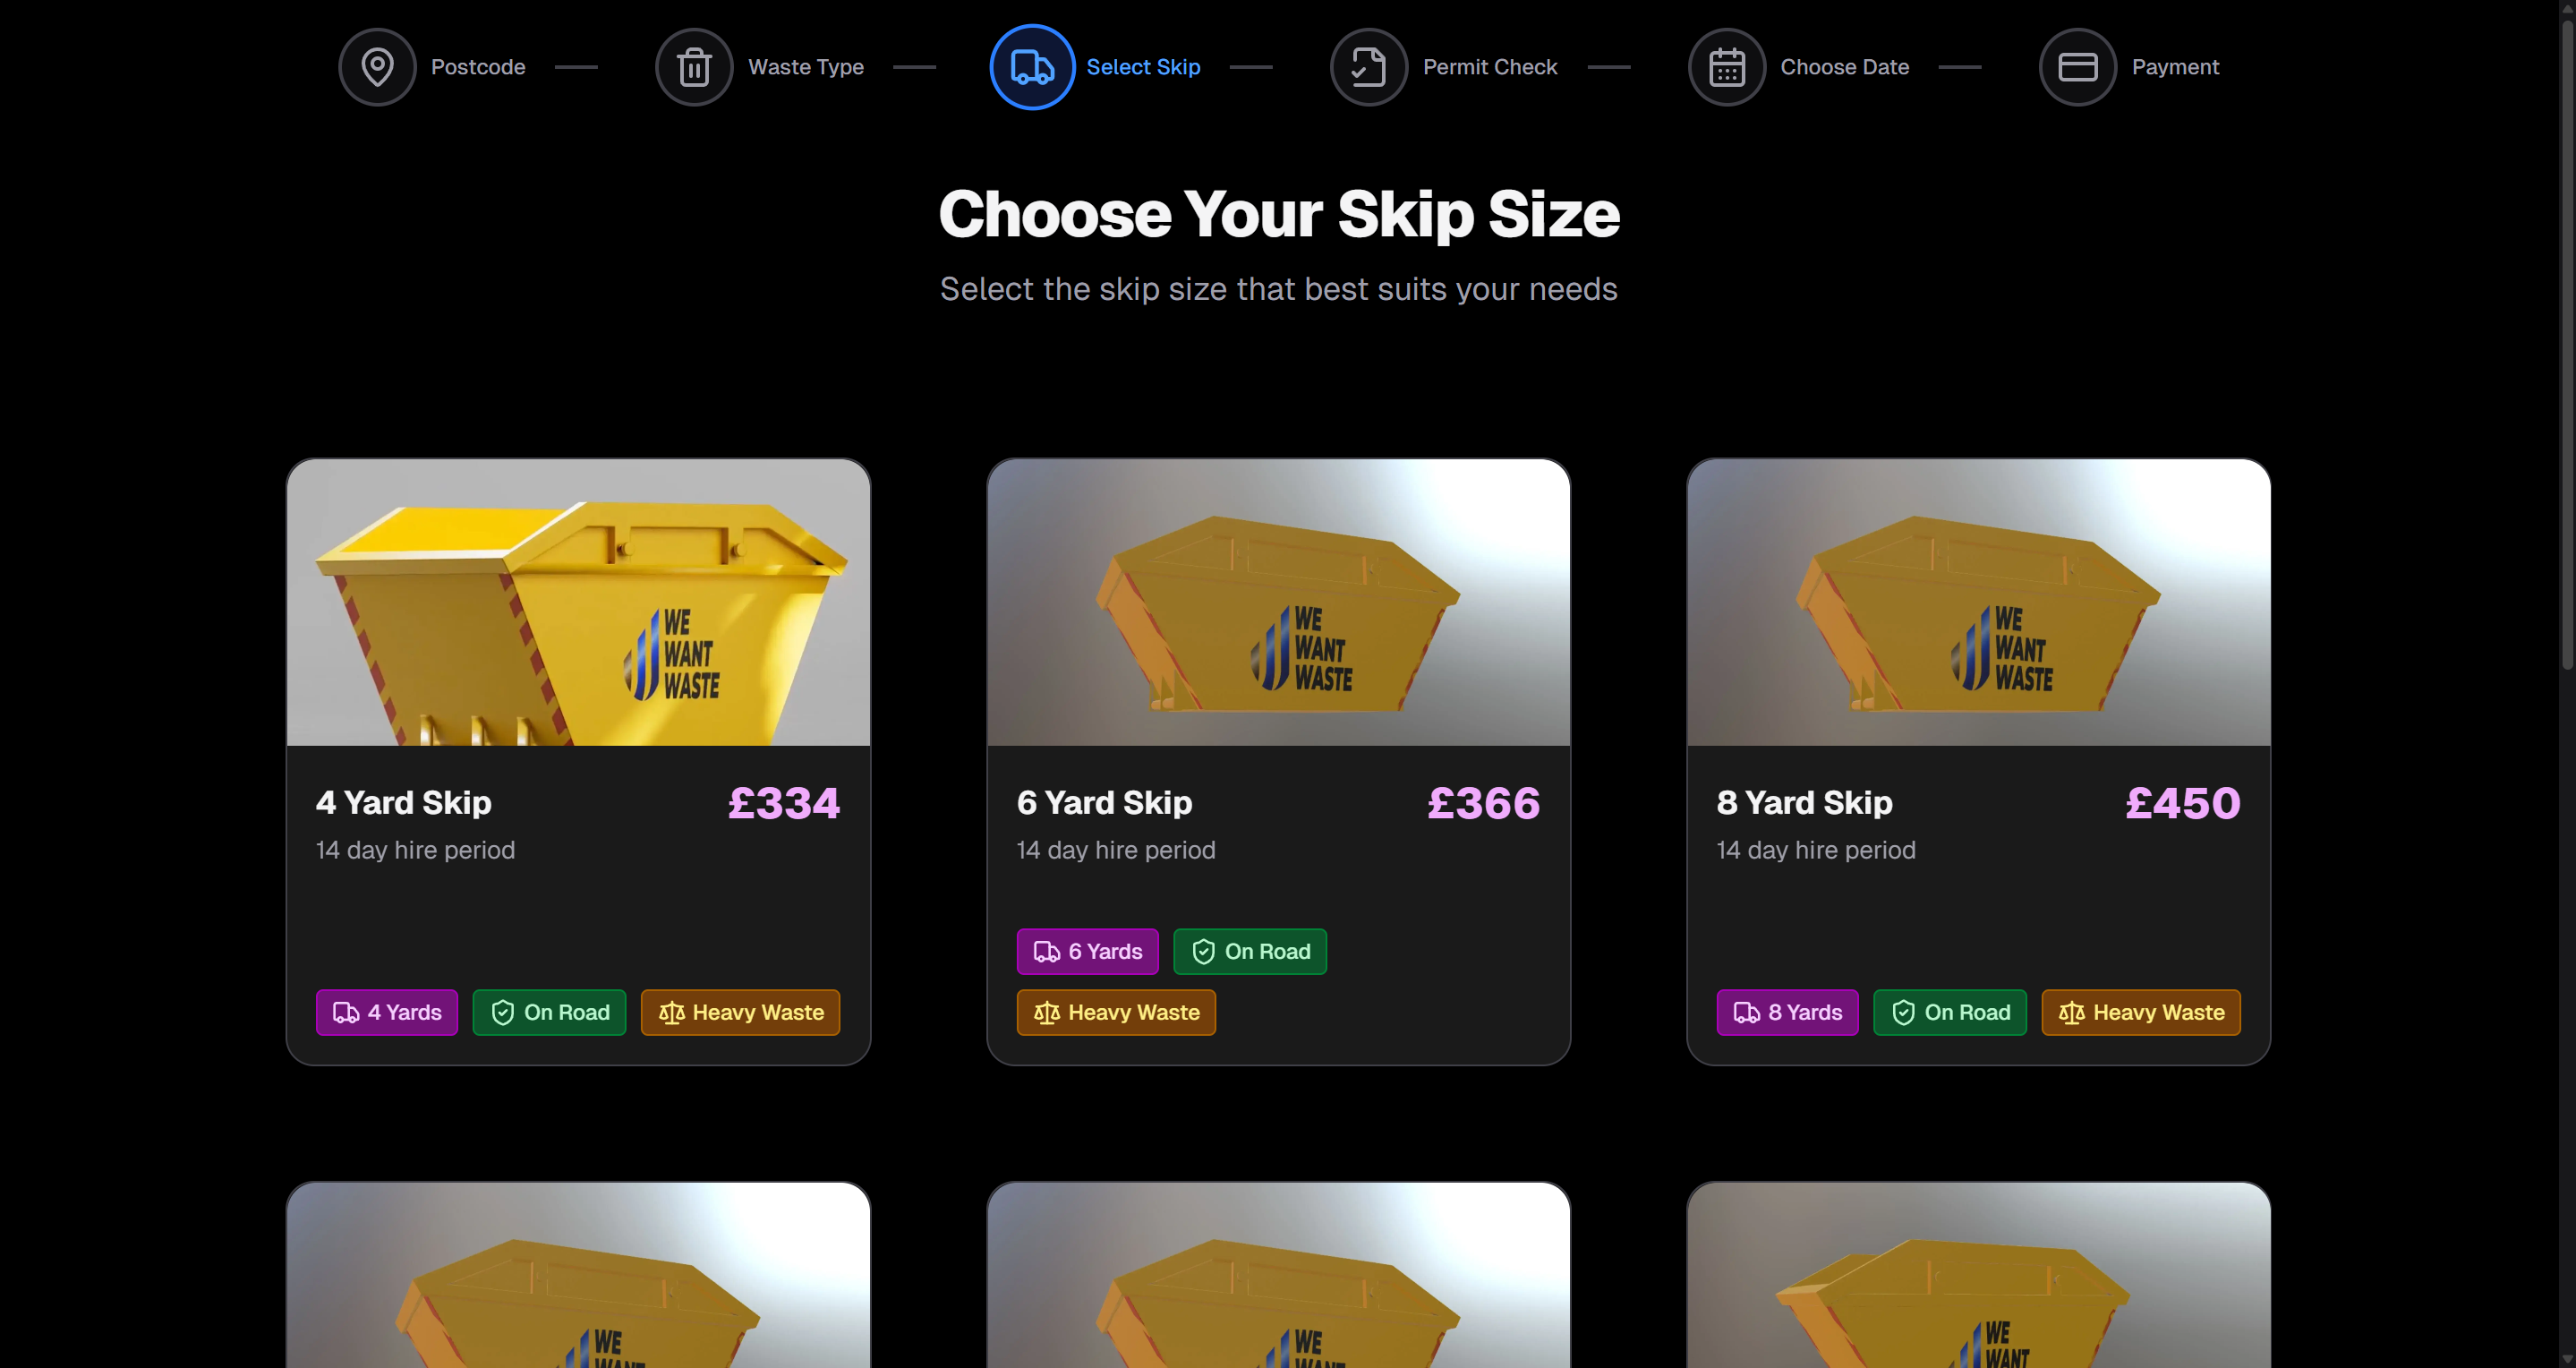 Postcode
Waste Type
Select Skip
Permit Check
Choose Date
Payment
Choose Your Skip Size
Select the skip size that best suits your needs
WE
WANT
WASTE
4 Yard Skip
£334
14 day hire period
4 Yards
On Road
Heavy Waste
WE
WANT
WASTE
6 Yard Skip
£366
14 day hire period
6 Yards
On Road
Heavy Waste
WE
WANT
WASTE
8 Yard Skip
£450
14 day hire period
8 Yards
On Road
Heavy Waste
WE
WANT
WE
WANT
WE
WANT